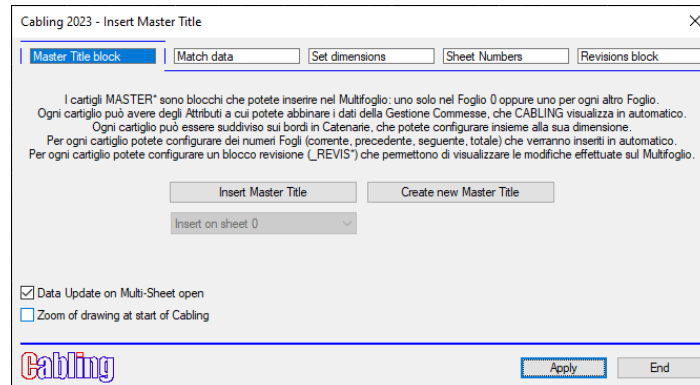 Cabling 2023 - Insert Master Title
Master Title block
Match data
Set dimensions
Sheet Numbers
Revisions block
I cartigli MASTER* sono blocchi che potete inserire nel Multifoglio: uno solo nel Foglio 0 oppure uno per ogni altro Foglio.
Ogni cartiglio può avere degli Attributi a cui potete abbinare i dati della Gestione Commesse, che CABLING visualizza in automatico.
Ogni cartiglio può essere suddiviso sui bordi in Catenarie, che potete configurare insieme alla sua dimensione.
Per ogni cartiglio potete configurare dei numeri Fogli (corrente, precedente, seguente, totale) che verranno inseriti in automatico.
Per ogni cartiglio potete configurare un blocco revisione (_REVIS*) che permettono di visualizzare le modifiche effettuate sul Multifoglio.
Insert Master Title
Create new Master Title
Insert on sheet 0
Data Update on Multi-Sheet open
Zoom of drawing at start of Cabling
Cabling
Apply
End